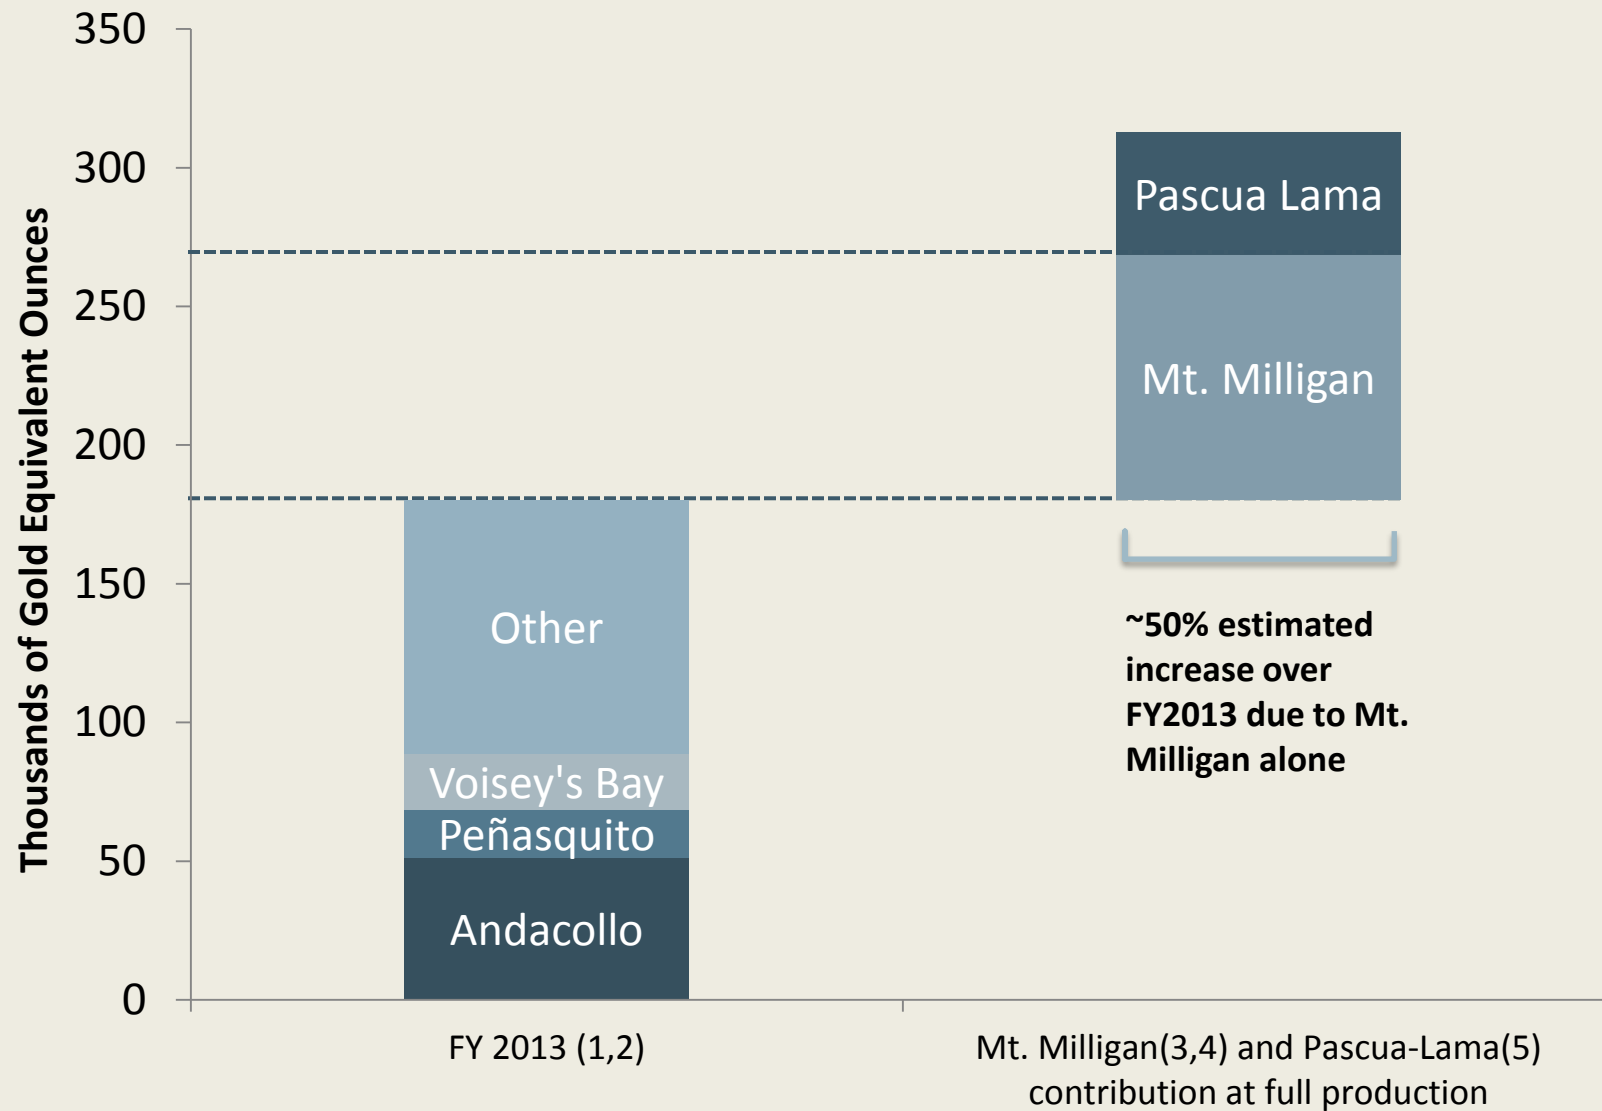 350
300
250
200
150
100
50
0
Thousands of Gold Equivalent Ounces
Pascua Lama
Mt. Milligan
Other
Voisey's Bay
Peñasquito
Andacollo
~50% estimated
increase over
FY2013 due to Mt.
Milligan alone
FY 2013 (1,2)
Mt. Milligan(3,4) and Pascua-Lama(5)
contribution at full production